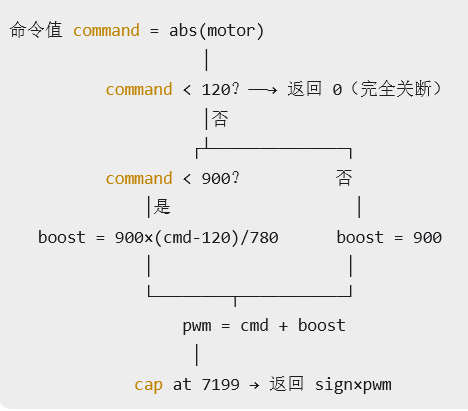 命令值 command = abs(motor)
command < 120? ──→ 返回 0（完全关断）
否
command < 900? 否
是
boost = 900×(cmd-120)/780 boost = 900
pwm = cmd + boost
cap at 7199 → 返回 sign×pwm